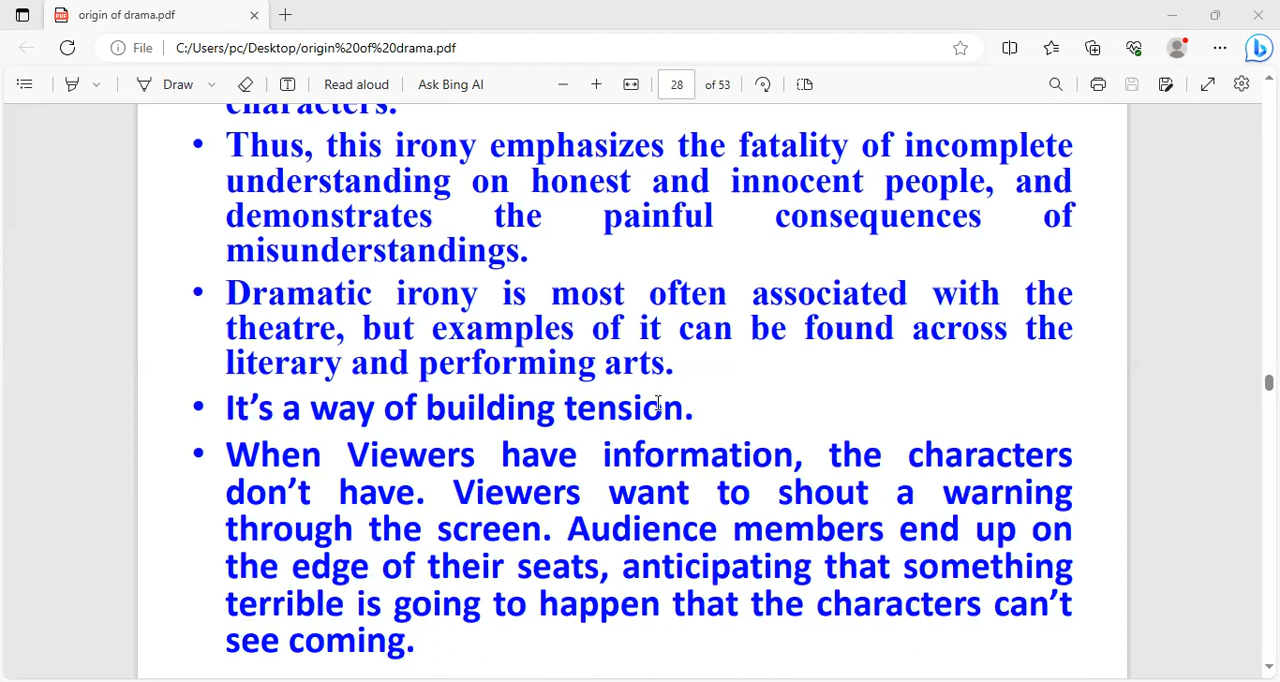 origin of drama.pdf
File
C:/Users/pc/Desktop/origin%20of%20drama.pdf
Draw
Read aloud
Ask Bing AI
28
of 53
characters.
• Thus, this irony emphasizes the fatality of incomplete
understanding on honest and innocent people, and
demonstrates the painful consequences of
misunderstandings.
• Dramatic irony is most often associated with the
theatre, but examples of it can be found across the
literary and performing arts.
• It's a way of building tension.
• When Viewers have information, the characters
don't have. Viewers want to shout a warning
through the screen. Audience members end up on
the edge of their seats, anticipating that something
terrible is going to happen that the characters can't
see coming.